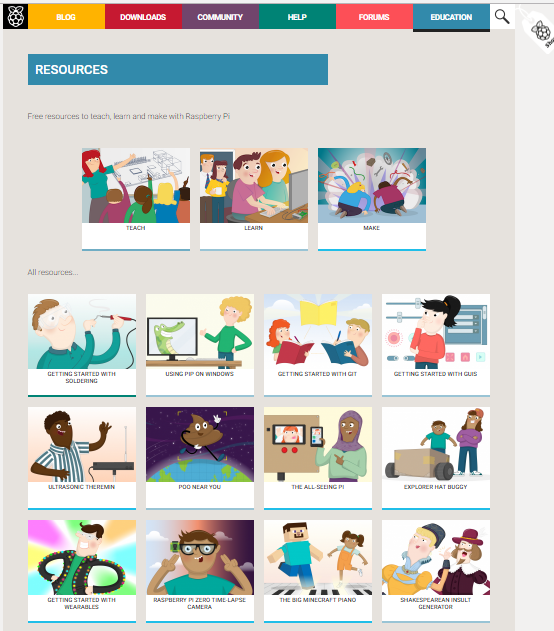 BLOG DOWNLOADS COMMUNITY HELP FORUMS EDUCATION
RESOURCES
Free resources to teach, learn and make with Raspberry Pi
TEACH LEARN MAKE
All resources...
GETTING STARTED WITH
SOLDERING
USING PIP ON WINDOWS
GETTING STARTED WITH GIT
GETTING STARTED WITH GUIS
ULTRASONIC THEREMIN
POO NEAR YOU
THE ALL-SEEING PI
EXPLORER HAT BUGGY
GETTING STARTED WITH
WEARABLES
RASPBERRY PI ZERO TIME-LAPSE
CAMERA
THE BIG MINECRAFT PIANO
SHAKESPEAREAN INSULT
GENERATOR